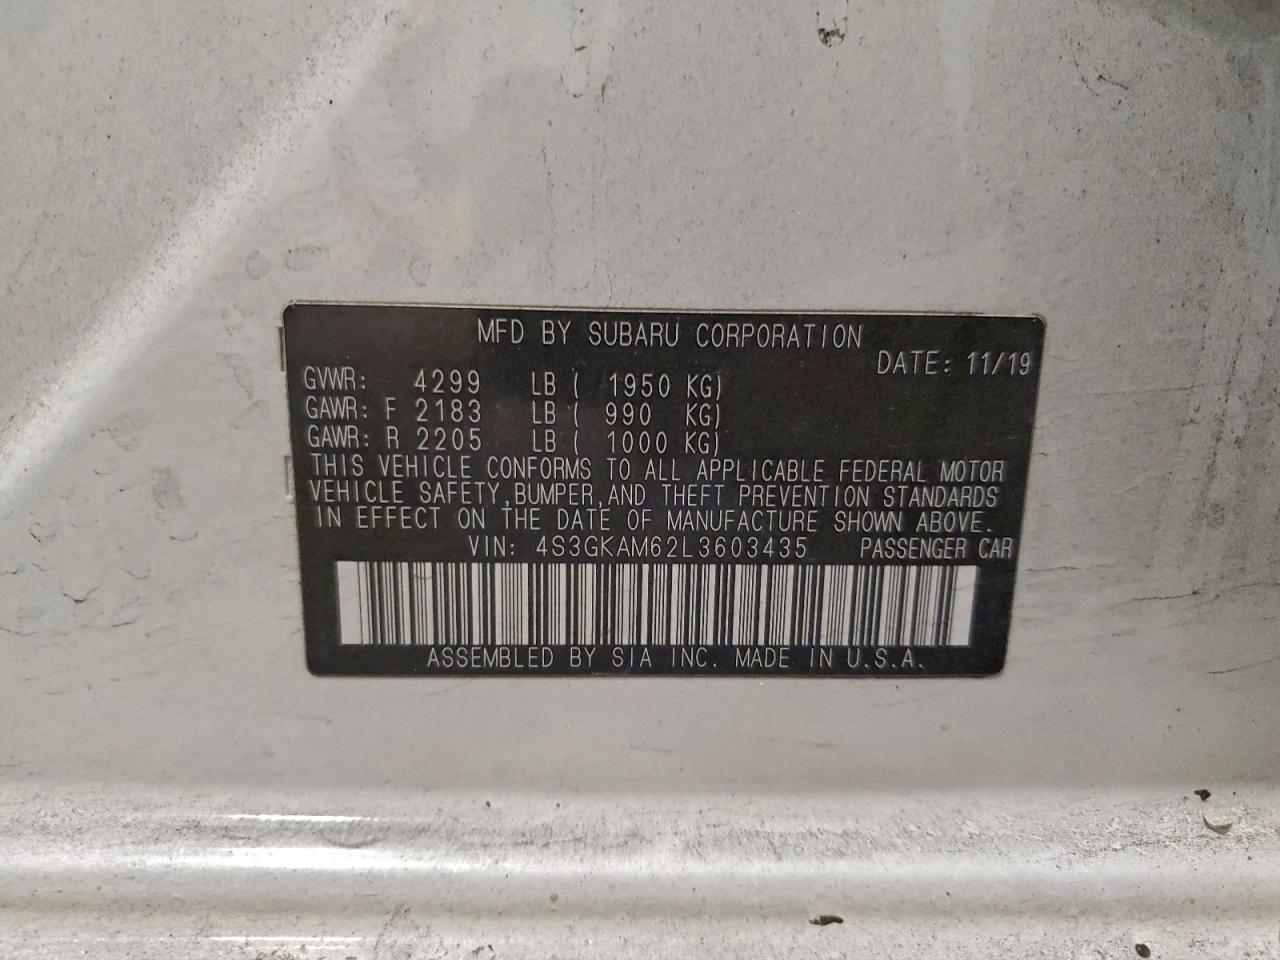 MFD BY SUBARU CORPORATION
DATE: 11/19
GVWR: 4299 LB ( 1950 KG)
GAWR: F 2183 LB ( 990 KG)
GAWR: R 2205 LB ( 1000 KG)
THIS VEHICLE CONFORMS TO ALL APPLICABLE FEDERAL MOTOR
VEHICLE SAFETY,BUMPER,AND THEFT PREVENTION STANDARDS
IN EFFECT ON THE DATE OF MANUFACTURE SHOWN ABOVE.
VIN: 4S3GKAM62L3603435 PASSENGER CAR
ASSEMBLED BY SIA INC. MADE IN U.S.A.